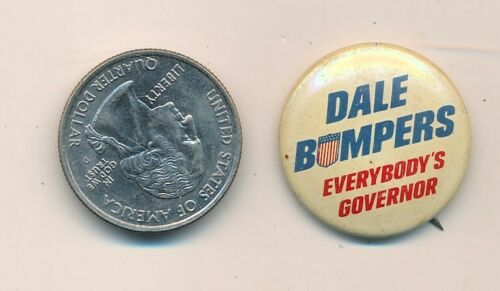 UNITED STATES OF AMERICA
LIBERTY
IN
GOD WE
TRUST
QUARTER DOLLAR
DALE
BUMPERS
EVERYBODY'S
GOVERNOR